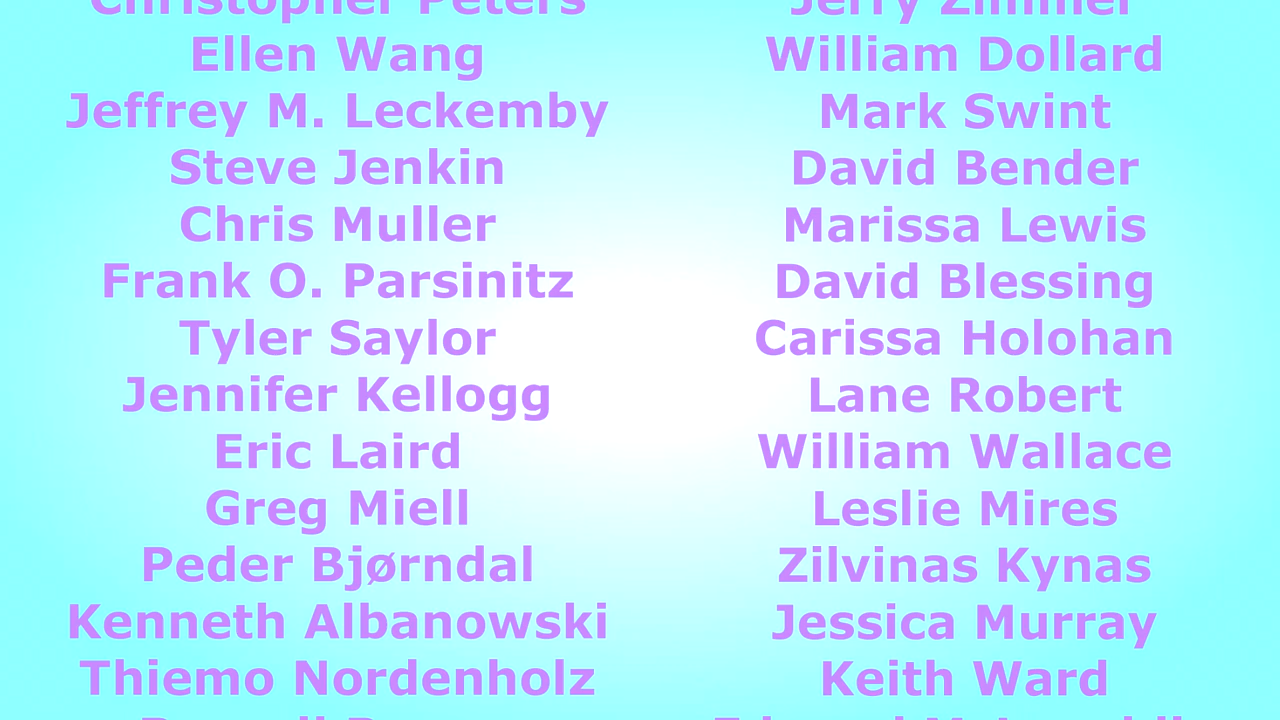 Christopher Peters
Ellen Wang
Jeffrey M. Leckemby
Steve Jenkin
Chris Muller
Frank O. Parsinitz
Tyler Saylor
Jennifer Kellogg
Eric Laird
Greg Miell
Peder Bjørndal
Kenneth Albanowski
Thiemo Nordenholz
Jerry Zimmer
William Dollard
Mark Swint
David Bender
Marissa Lewis
David Blessing
Carissa Holohan
Lane Robert
William Wallace
Leslie Mires
Zilvinas Kynas
Jessica Murray
Keith Ward